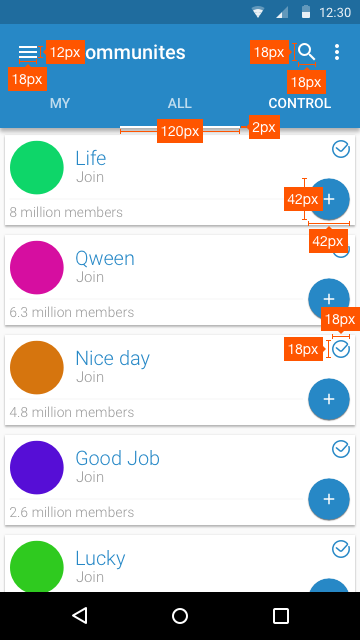 12:30
12px
ommunites
18px
18px
18px
MY
ALL
CONTROL
120px
2px
Life
Join
8 million members
42px
+
42px
Qween
Join
6.3 million members
+
18px
Nice day
Join
18px
4.8 million members
+
Good Job
Join
2.6 million members
+
Lucky
Join